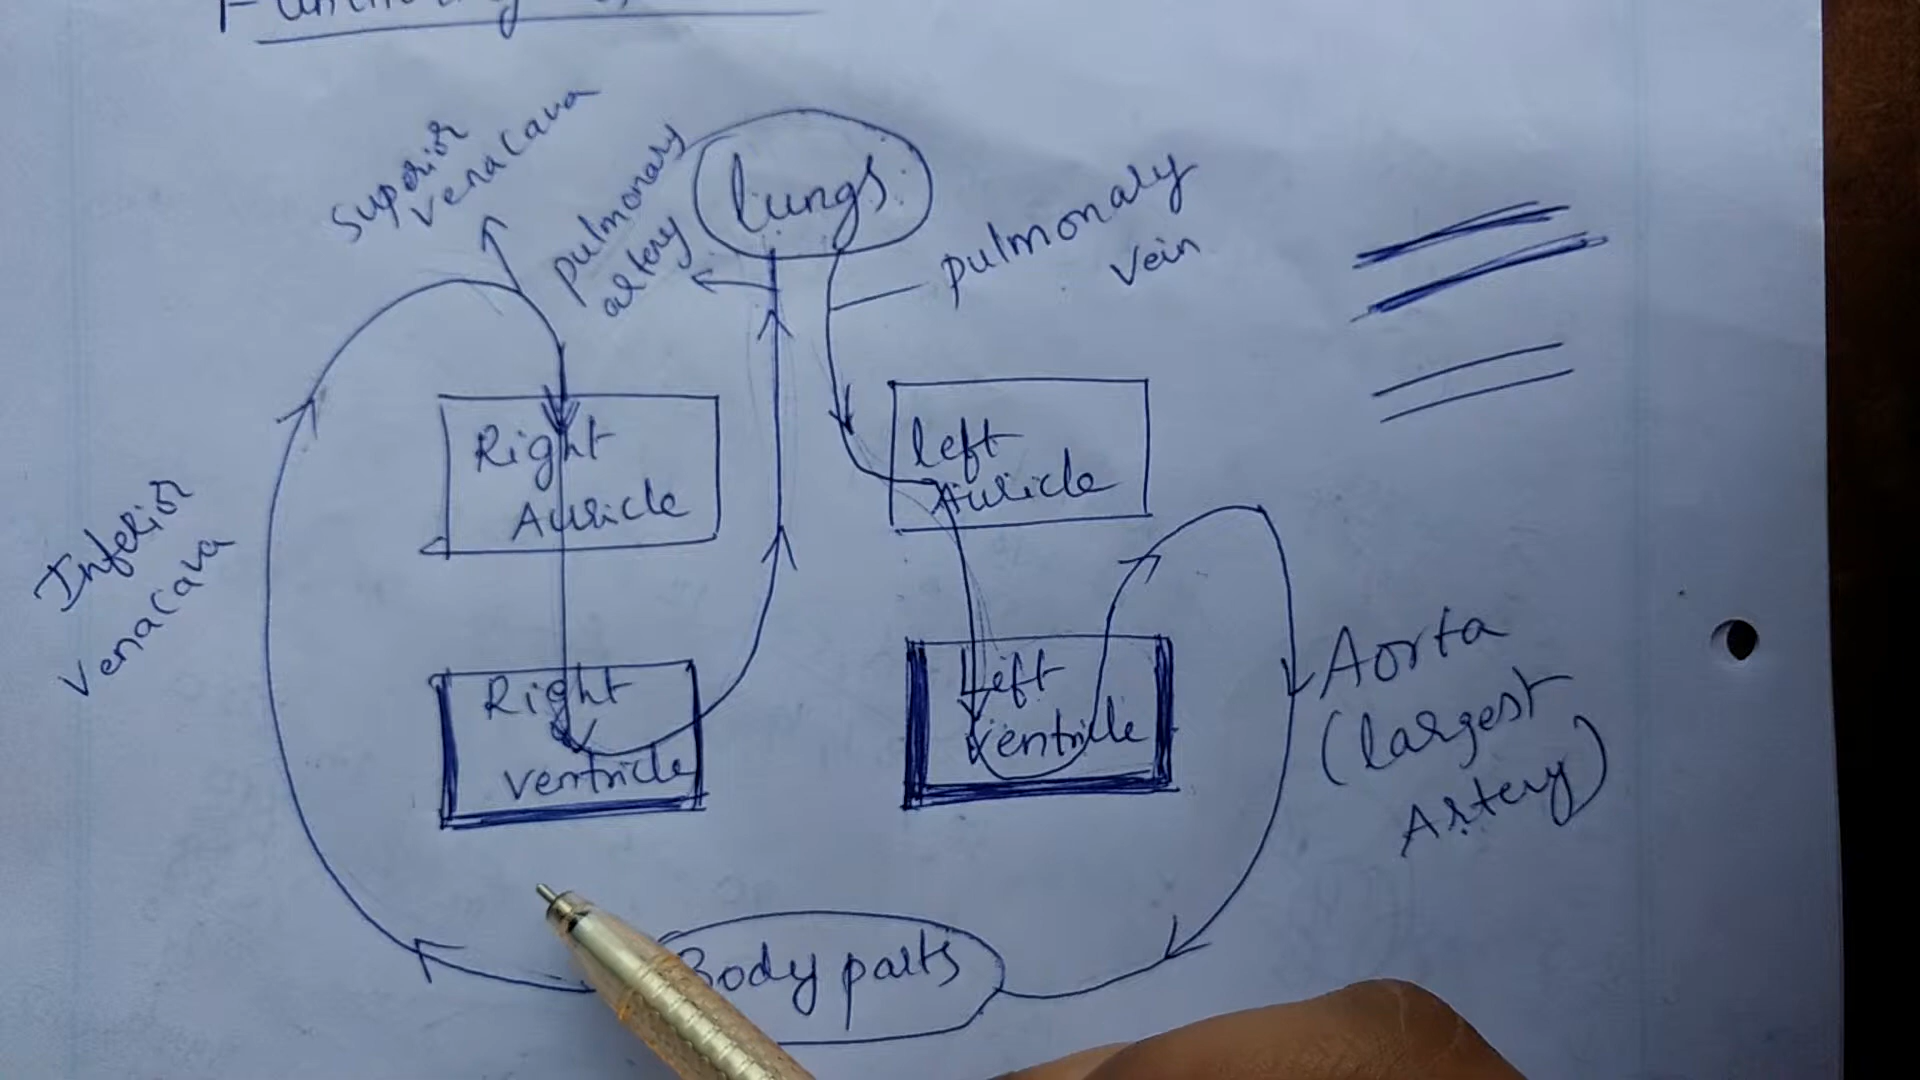 Superior
venacava
pulmonary
artery
lungs
pulmonary
vein
Right
Auricle
left
Auricle
Inferior
venacava
Right
ventricle
Left
ventricle
Aorta
(largest
Artery)
Body parts